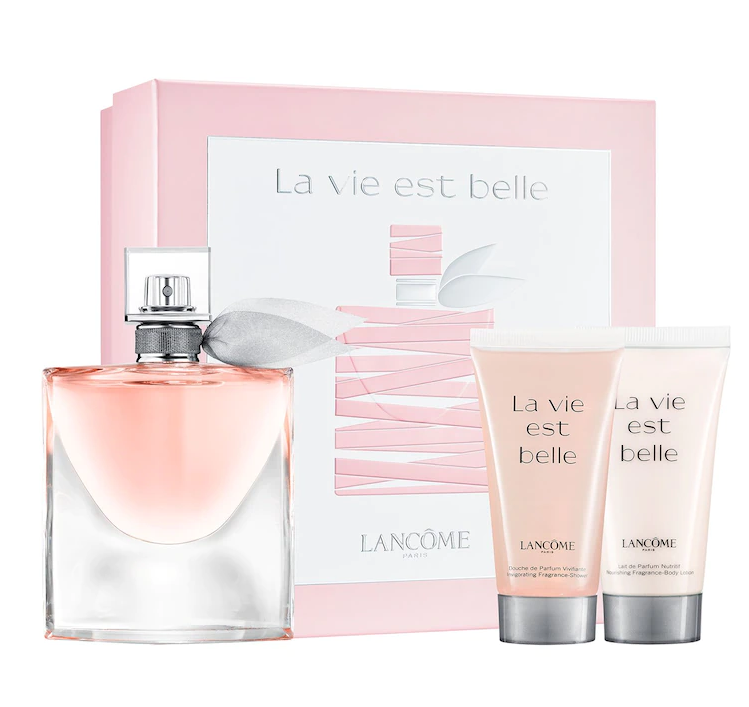 La vie est belle
LANCÔME
PARIS
La vie
est
belle
LANCÔME
PARIS
Douche de Parfum Vivifiante
Invigorating Fragrance-Shower
La vie
est
belle
LANCÔME
PARIS
Lait de Parfum Nutritif
Nourishing Fragrance-Body Lotion